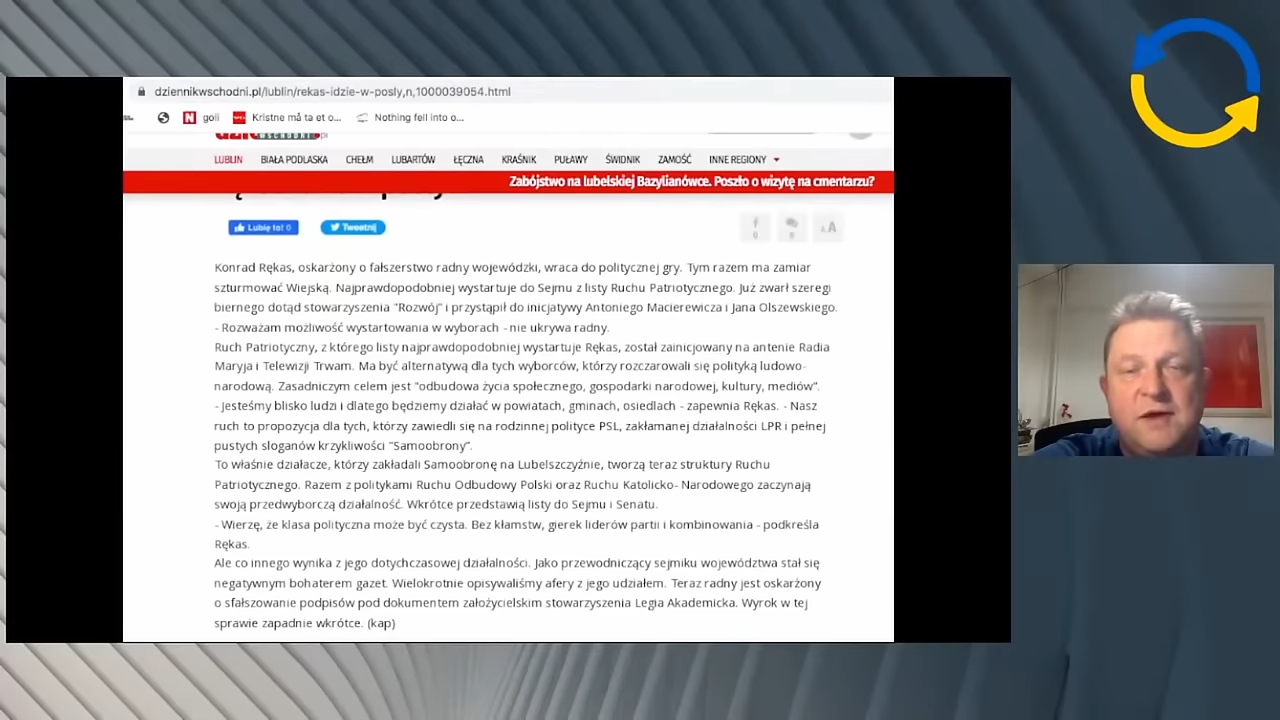 dziennikwschodni.pl/lublin/rekas-idzie-w-posly,n,1000039054.html
goli
Kristne må ta et o...
Nothing fell into o...
LUBLIN BIAŁA PODLASKA CHEŁM LUBARTÓW ŁĘCZNA KRAŚNIK PUŁAWY ŚWIDNIK ZAMOŚĆ INNE REGIONY
Zabójstwo na lubelskiej Bazylianówce. Poszło o wizytę na cmentarzu?
Lubię to! 0
Tweetnij
0
AA
Konrad Rękas, oskarżony o fałszerstwo radny wojewódzki, wraca do politycznej gry. Tym razem ma zamiar
szturmować Wiejską. Najprawdopodobniej wystartuje do Sejmu z listy Ruchu Patriotycznego. Już zwarł szeregi
biernego dotąd stowarzyszenia "Rozwój" i przystąpił do inicjatywy Antoniego Macierewicza i Jana Olszewskiego.
- Rozważam możliwość wystartowania w wyborach - nie ukrywa radny.
Ruch Patriotyczny, z którego listy najprawdopodobniej wystartuje Rękas, został zainicjowany na antenie Radia
Maryja i Telewizji Trwam. Ma być alternatywą dla tych wyborców, którzy rozczarowali się polityką ludowo-
narodową. Zasadniczym celem jest "odbudowa życia społecznego, gospodarki narodowej, kultury, mediów".
- Jesteśmy blisko ludzi i dlatego będziemy działać w powiatach, gminach, osiedlach - zapewnia Rękas. - Nasz
ruch to propozycja dla tych, którzy zawiedli się na rodzinnej polityce PSL, zakłamanej działalności LPR i pełnej
pustych sloganów krzykliwości "Samoobrony".
To właśnie działacze, którzy zakładali Samoobronę na Lubelszczyźnie, tworzą teraz struktury Ruchu
Patriotycznego. Razem z politykami Ruchu Odbudowy Polski oraz Ruchu Katolicko- Narodowego zaczynają
swoją przedwyborczą działalność. Wkrótce przedstawią listy do Sejmu i Senatu.
- Wierzę, że klasa polityczna może być czysta. Bez kłamstw, gierek liderów partii i kombinowania - podkreśla
Rękas.
Ale co innego wynika z jego dotychczasowej działalności. Jako przewodniczący sejmiku województwa stał się
negatywnym bohaterem gazet. Wielokrotnie opisywaliśmy afery z jego udziałem. Teraz radny jest oskarżony
o sfałszowanie podpisów pod dokumentem założycielskim stowarzyszenia Legia Akademicka. Wyrok w tej
sprawie zapadnie wkrótce. (kap)